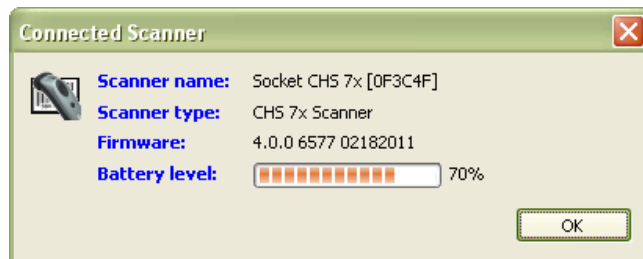 Connected Scanner
Scanner name: Socket CHS 7x [0F3C4F]
Scanner type: CHS 7x Scanner
Firmware: 4.0.0 6577 02182011
Battery level: 70%
OK